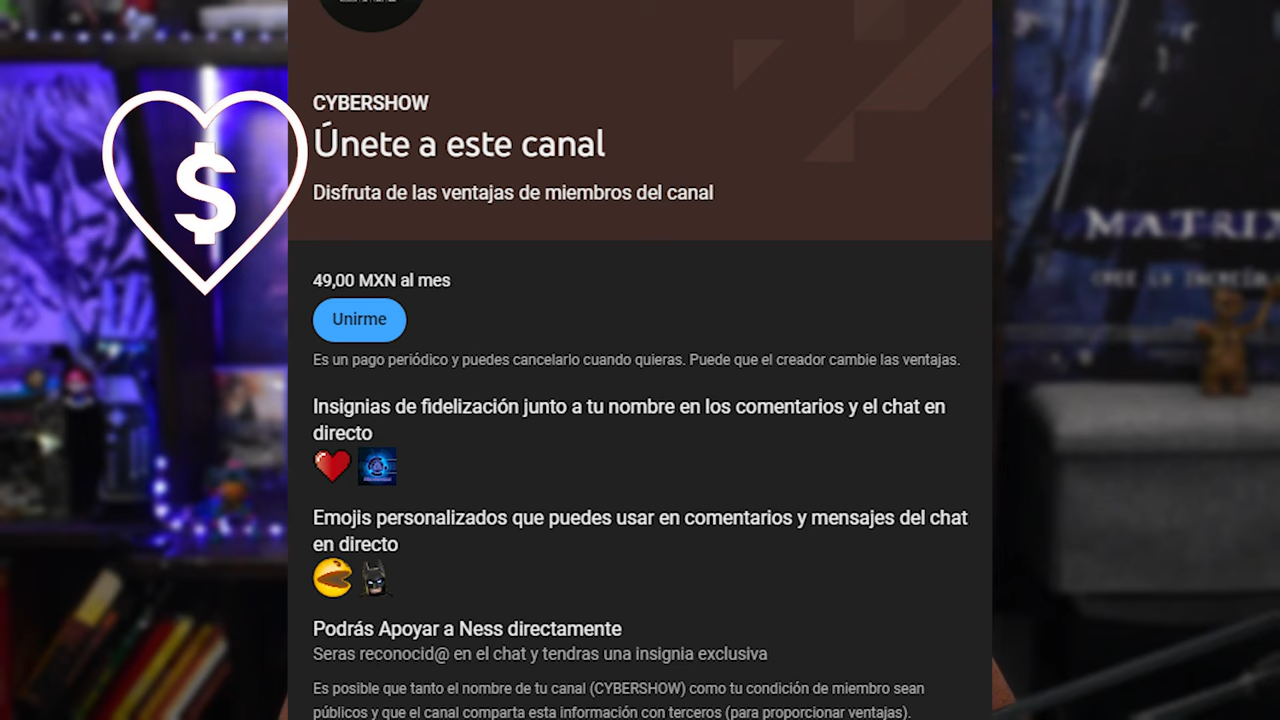 CYBERSHOW
Únete a este canal
Disfruta de las ventajas de miembros del canal
$
49,00 MXN al mes
Unirme
Es un pago periódico y puedes cancelarlo cuando quieras. Puede que el creador cambie las ventajas.
Insignias de fidelización junto a tu nombre en los comentarios y el chat en
directo
Emojis personalizados que puedes usar en comentarios y mensajes del chat
en directo
Podrás Apoyar a Ness directamente
Seras reconocid@ en el chat y tendras una insignia exclusiva
Es posible que tanto el nombre de tu canal (CYBERSHOW) como tu condición de miembro sean
públicos y que el canal comparta esta información con terceros (para proporcionar ventajas).
MATRIX